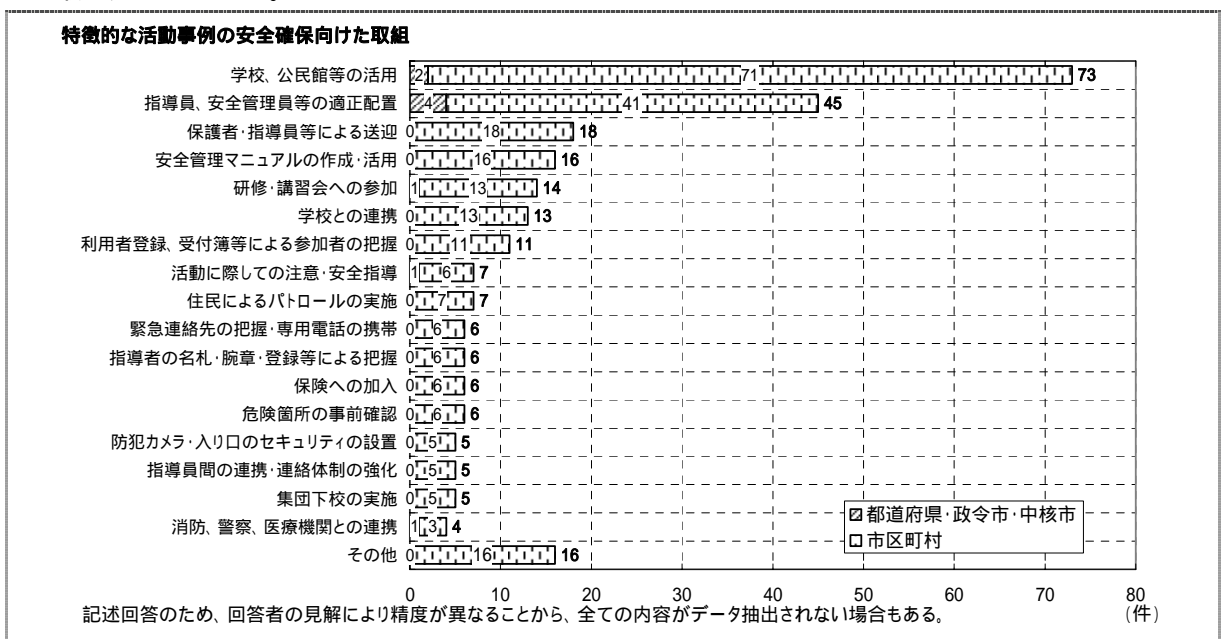 特徴的な活動事例の安全確保向けた取組
学校、公民館等の活用 2 71 73
指導員、安全管理員等の適正配置 4 41 45
保護者・指導員等による送迎 0 18 18
安全管理マニュアルの作成・活用 0 16 16
研修・講習会への参加 1 13 14
学校との連携 0 13 13
利用者登録、受付簿等による参加者の把握 0 11 11
活動に際しての注意・安全指導 1 6 7
住民によるパトロールの実施 0 7 7
緊急連絡先の把握・専用電話の携帯 0 6 6
指導者の名札・腕章・登録等による把握 0 6 6
保険への加入 0 6 6
危険箇所の事前確認 0 6 6
防犯カメラ・入り口のセキュリティの設置 0 5 5
指導員間の連携・連絡体制の強化 0 5 5
集団下校の実施 0 5 5
消防、警察、医療機関との連携 1 3 4
その他 0 16 16
都道府県・政令市・中核市
市区町村
0 10 20 30 40 50 60 70 80
(件)
記述回答のため、回答者の見解により精度が異なることから、全ての内容がデータ抽出されない場合もある。